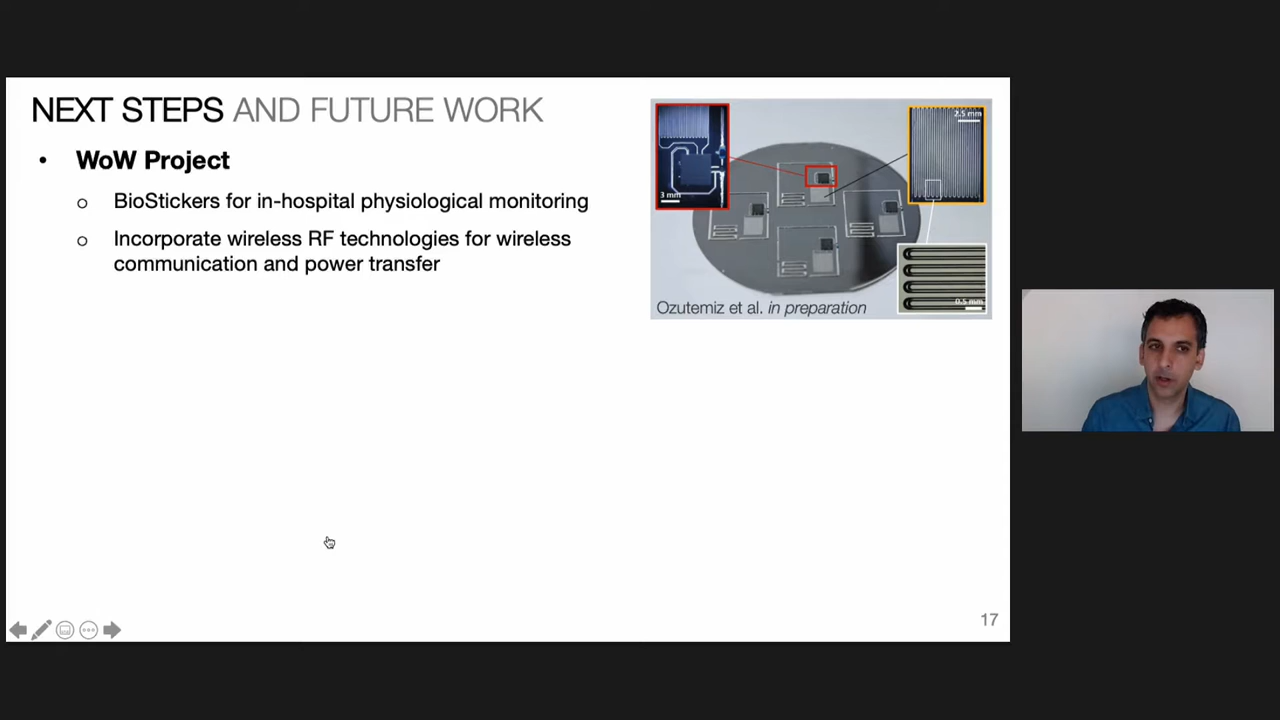 NEXT STEPS AND FUTURE WORK
• WoW Project
o BioStickers for in-hospital physiological monitoring
o Incorporate wireless RF technologies for wireless
communication and power transfer
3 mm
2.5 mm
0.5 mm
Ozutemiz et al. in preparation
17